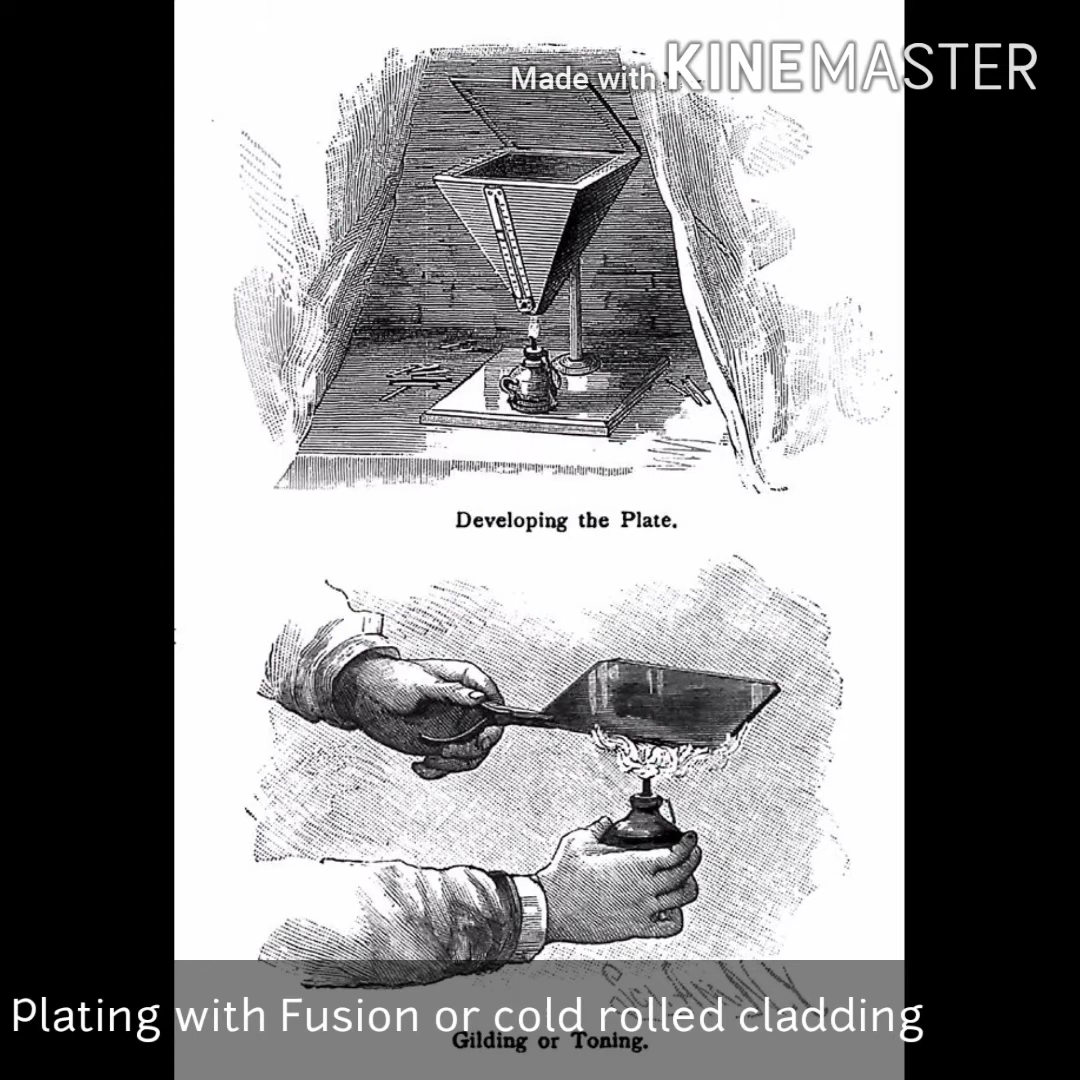 Made with KINEMASTER
Developing the Plate.
Plating with Fusion or cold rolled cladding
Gilding or Toning.